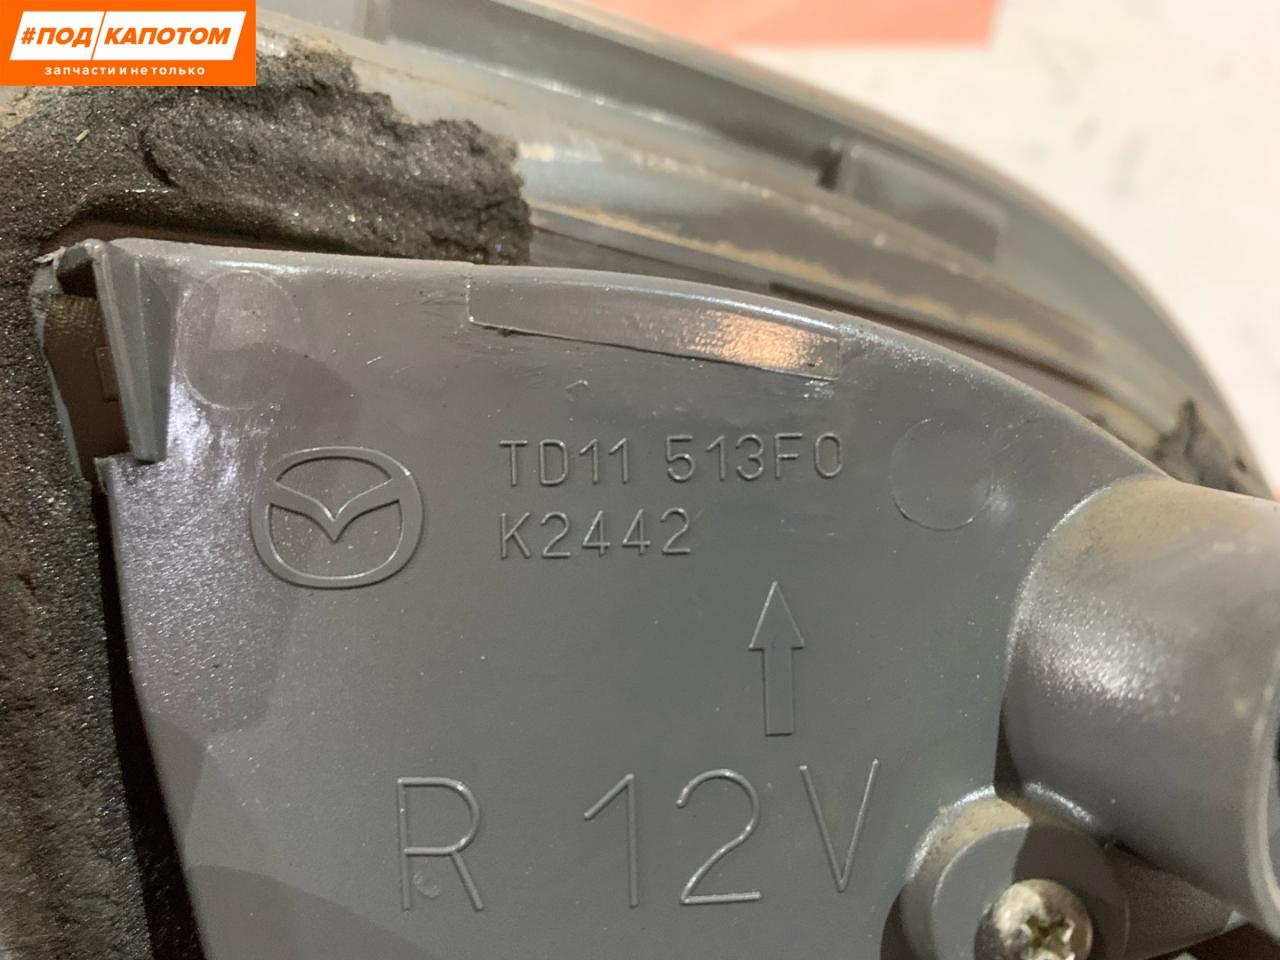 #ПОД КАПОТОМ
запчасти и не только
TD11 513F0
K2442
R 12V